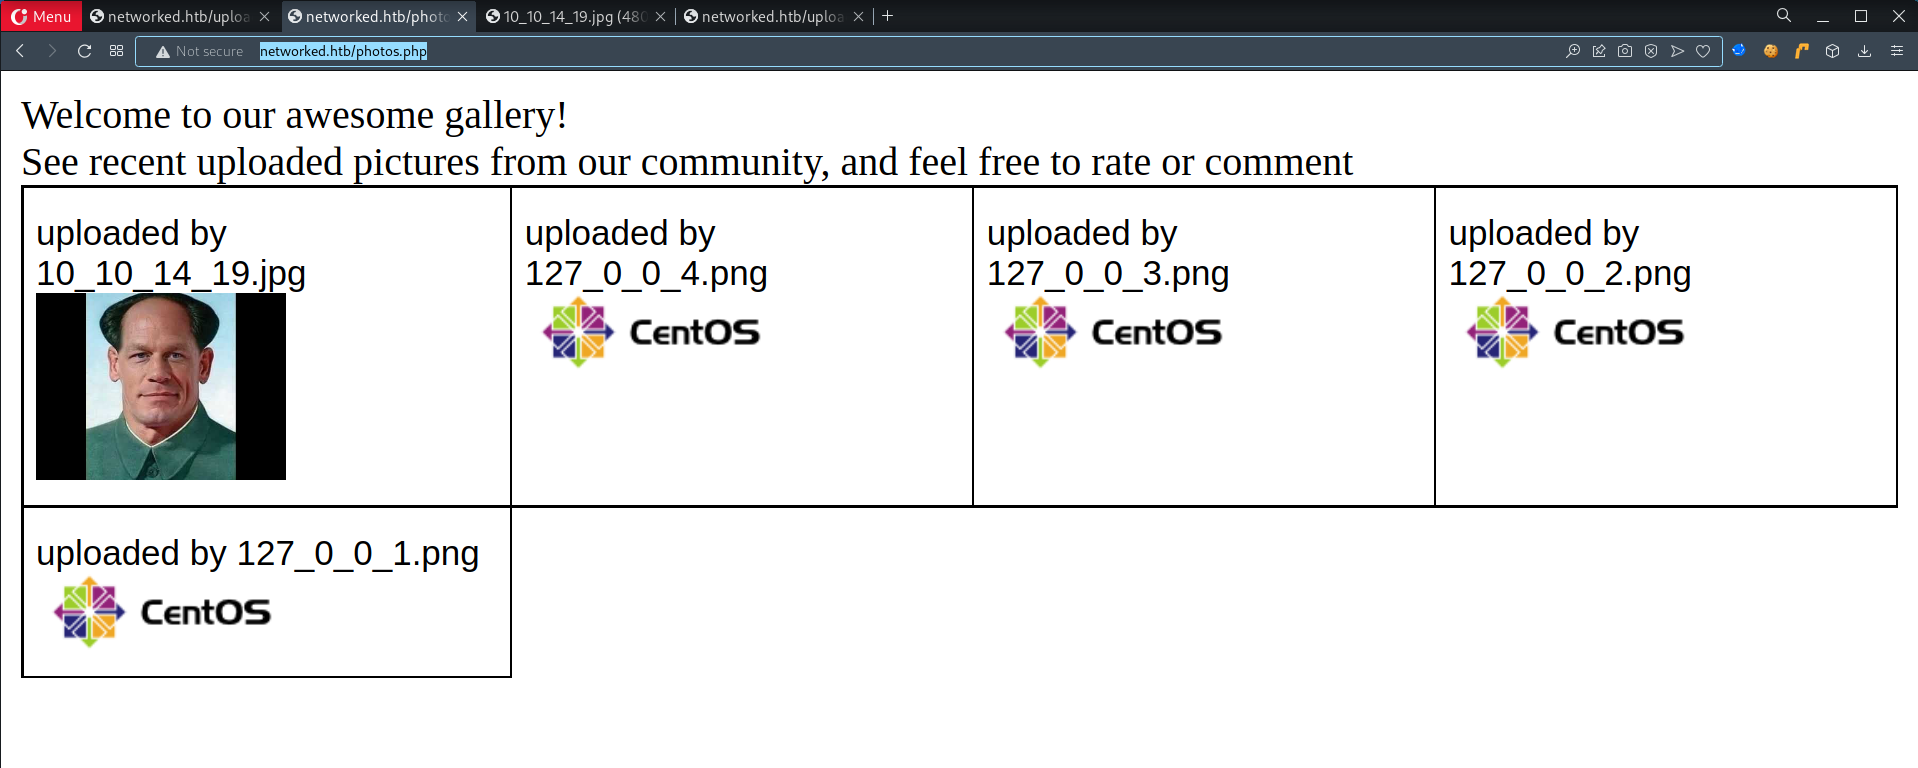 Menu
networked.htb/uploa
networked.htb/photo
10_10_14_19.jpg (480
networked.htb/uploa
Not secure
networked.htb/photos.php
Welcome to our awesome gallery!
See recent uploaded pictures from our community, and feel free to rate or comment
uploaded by
10_10_14_19.jpg
uploaded by
127_0_0_4.png
CentOS
uploaded by
127_0_0_3.png
CentOS
uploaded by
127_0_0_2.png
CentOS
uploaded by 127_0_0_1.png
CentOS